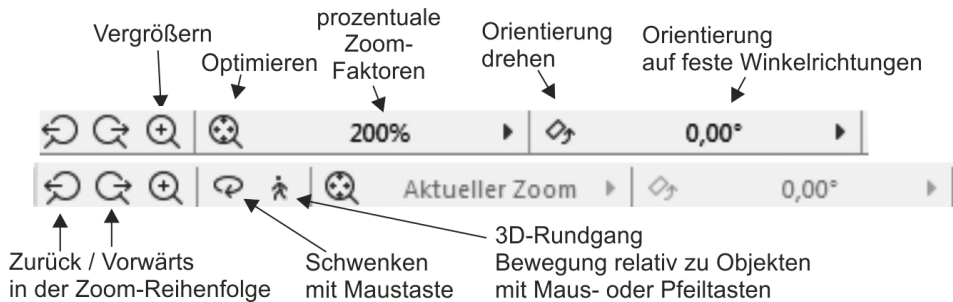 Vergrößern
Optimieren
prozentuale
Zoom-
Faktoren
Orientierung
drehen
Orientierung
auf feste Winkelrichtungen
200%
0,00°
Aktueller Zoom
0,00°
Zurück / Vorwärts
in der Zoom-Reihenfolge
Schwenken
mit Maustaste
3D-Rundgang
Bewegung relativ zu Objekten
mit Maus- oder Pfeiltasten